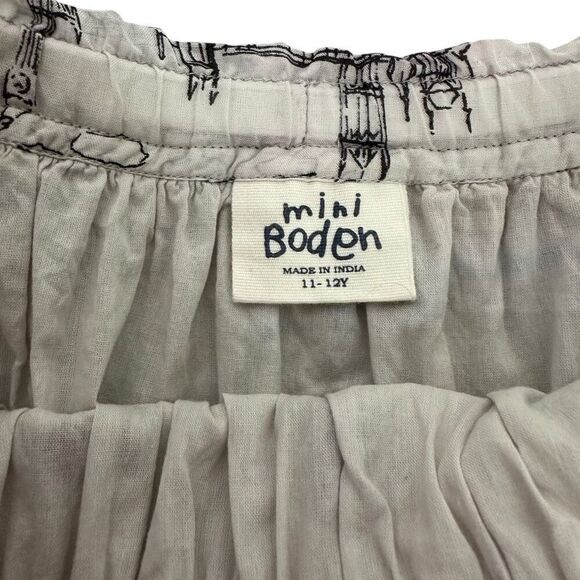 mini
Boden
MADE IN INDIA
11-12Y